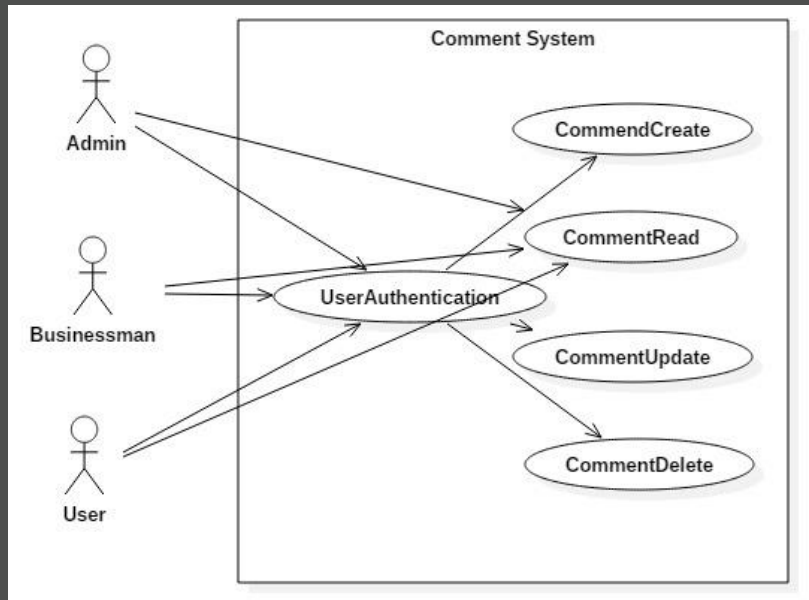 Comment System
Admin
CommendCreate
CommentRead
Businessman
UserAuthentication
CommentUpdate
CommentDelete
User